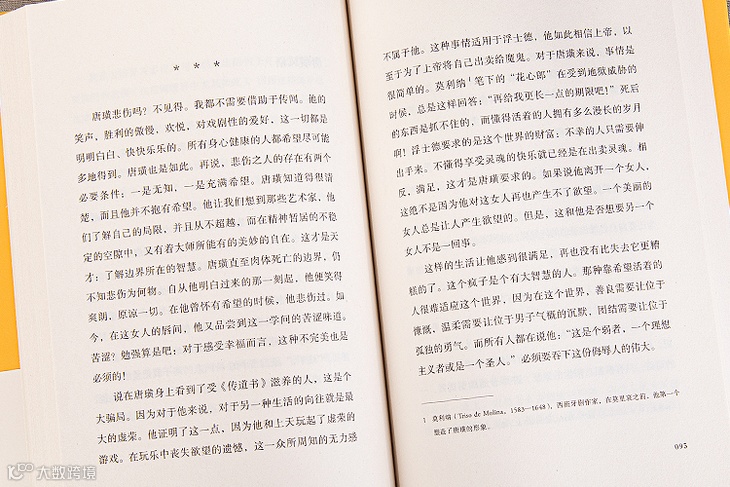 * * *
唐璜悲伤吗？不见得。我都不需要借助于传闻。他的
笑声，胜利的傲慢，欢悦，对戏剧性的爱好，这一切都是
明明白白、快快乐乐的。所有身心健康的人都希望尽可能
多地得到。唐璜也是如此。再说，悲伤之人的存在有两个
必要条件：一是无知，一是充满希望。唐璜知道得很清
楚，而且他并不抱有希望。他让我们想到那些艺术家，他
们了解自己的局限，并且从不超越，而在精神暂居的不稳
定的空隙中，又有着大师所能有的美妙的自在。这才是天
才：了解边界所在的智慧。唐璜直至肉体死亡的边界，仍
不知悲伤为何物。自从他明白过来的那一刻起，他便笑得
爽朗，原谅一切。在他曾怀有希望的时候，他悲伤过。如
今，在这女人的唇间，他又品尝到这一学问的苦涩味道。
苦涩？勉强算是吧：对于感受幸福而言，这种不完美也是
必须的！
说在唐璜身上看到了受《传道书》滋养的人，这是个
大骗局。因为对于他来说，对于另一种生活的向往就是最
大的虚荣。他证明了这一点，因为他和上天玩起了虚荣的
游戏。在玩乐中丧失欲望的遗憾，这一众所周知的无力感
不属于他。这种事情适用于浮士德，他如此相信上帝，以
至于为了上帝将自己出卖给魔鬼。对于唐璜来说，事情是
很简单的。莫利纳¹笔下的“花心郎”在受到地狱威胁的
时候，总是这样回答：“再给我更长一点的期限吧！”死后
的东西是抓不住的，而懂得活着的人拥有多么漫长的岁月
啊！浮士德要求的是这个世界的财富：不幸的人只需要伸
出手来。不懂得享受灵魂的快乐就已经是在出卖灵魂。相
反，满足，这才是唐璜要求的。如果说他离开一个女人，
这绝不是因为他对这女人再也产生不了欲望。一个美丽的
女人总是让人产生欲望的。但是，这和他是否想要另一个
女人不是一回事。
这样的生活让他感到很满足，再也没有比失去它更糟
糕的了。这个疯子是个有大智慧的人。那种靠希望活着的
人很难适应这个世界，因为在这个世界，善良需要让位于
慷慨，温柔需要让位于男子气概的沉默，团结需要让位于
孤独的勇气。而所有人都在说他：“这是个弱者，一个理想
主义者或是一个圣人。”必须要吞下这份侮辱人的伟大。
1 莫利纳（Triso de Molina，1583—1648），西班牙剧作家，在莫里哀之前，他第一个
塑造了唐璜的形象。
095
大数跨境